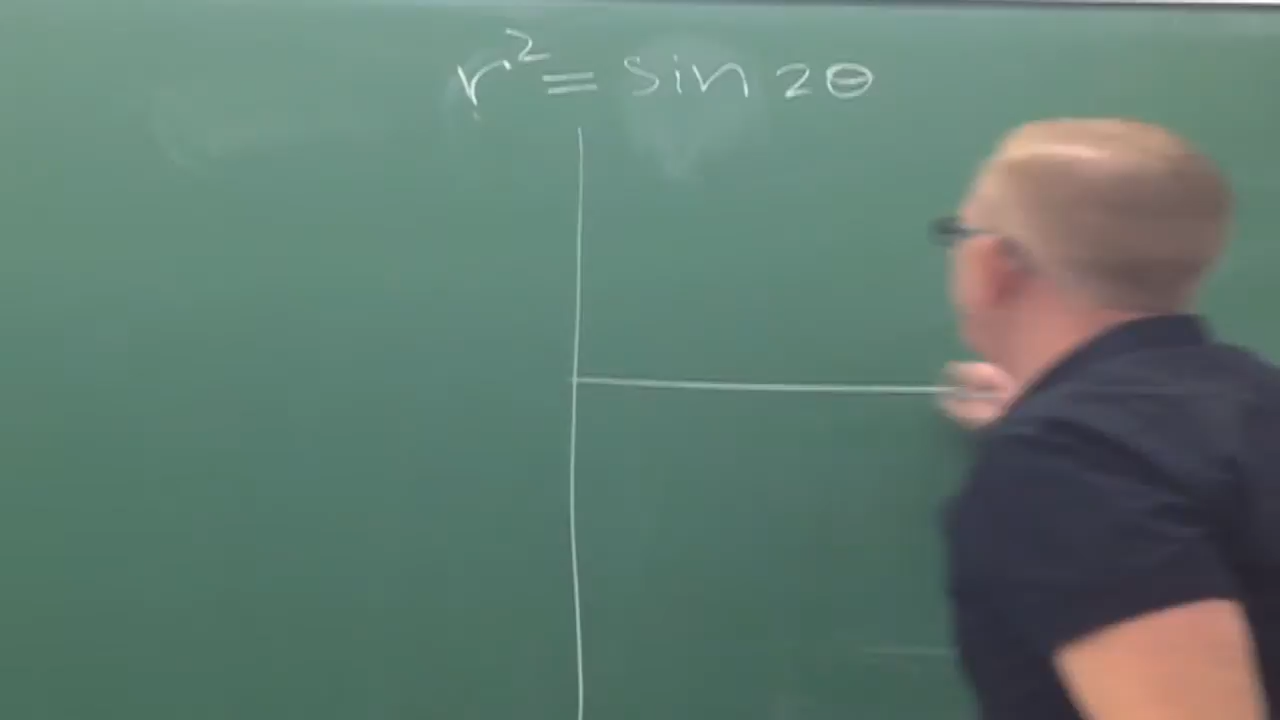 r² = sin 2θ